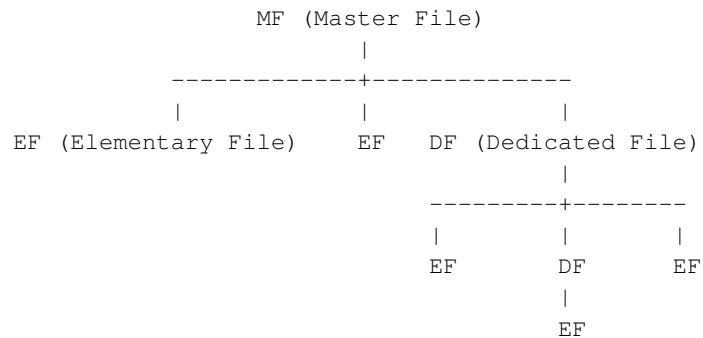 MF (Master File)
|
-------------+--------------
| | |
EF (Elementary File) EF DF (Dedicated File)
|
---------+--------
| | |
EF DF EF
|
EF